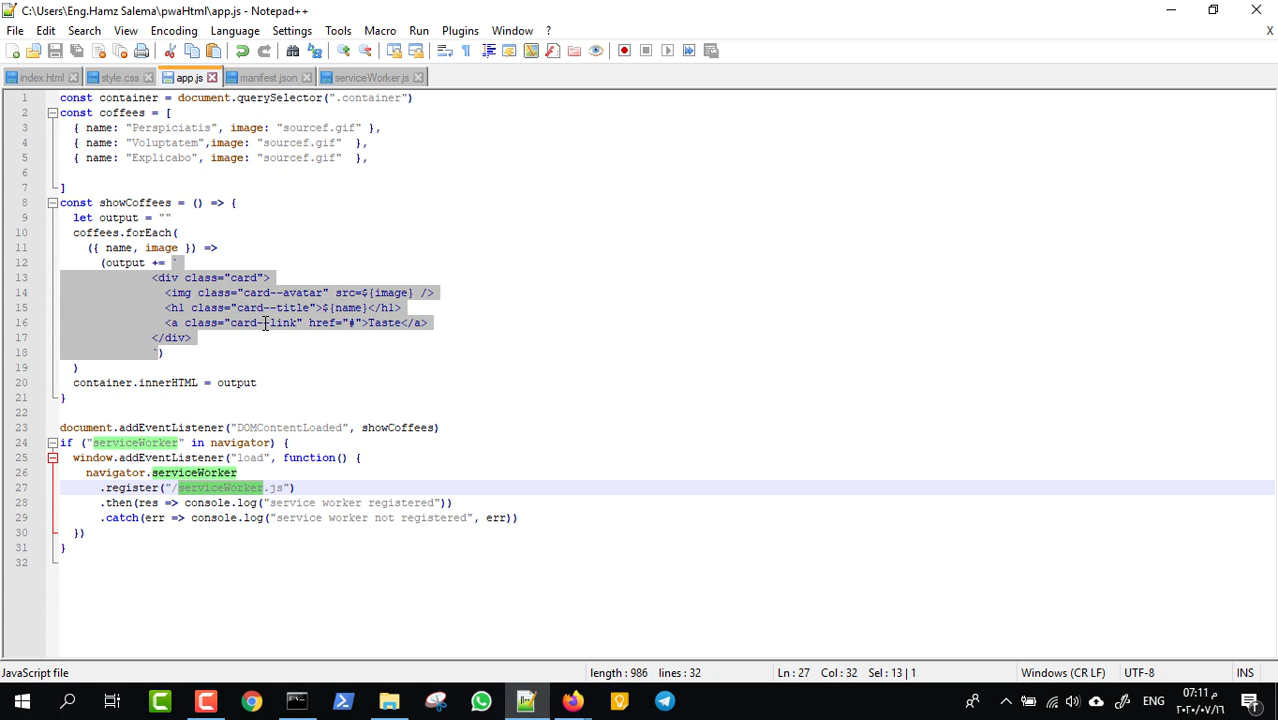 C:\Users\Eng.Hamz Salema\pwaHtml\app.js - Notepad++
File Edit Search View Encoding Language Settings Tools Macro Run Plugins Window ? X
index.html style.css app.js manifest.json serviceWorker.js
1 const container = document.querySelector(".container")
2 const coffees = [
3 { name: "Perspiciatis", image: "sourcef.gif" },
4 { name: "Voluptatem",image: "sourcef.gif"  },
5 { name: "Explicabo", image: "sourcef.gif"  },
6
7 ]
8 const showCoffees = () => {
9 let output = ""
10 coffees.forEach(
11 ({ name, image }) =>
12 (output += `
13 <div class="card">
14 <img class="card--avatar" src=${image} />
15 <h1 class="card--title">${name}</h1>
16 <a class="card--link" href="#">Taste</a>
17 </div>
18 `)
19 )
20 container.innerHTML = output
21 }
22
23 document.addEventListener("DOMContentLoaded", showCoffees)
24 if ("serviceWorker" in navigator) {
25 window.addEventListener("load", function() {
26 navigator.serviceWorker
27 .register("/serviceWorker.js")
28 .then(res => console.log("service worker registered"))
29 .catch(err => console.log("service worker not registered", err))
30 })
31 }
32
JavaScript file length : 986 lines : 32 Ln : 27 Col : 32 Sel : 13 | 1 Windows (CR LF) UTF-8 INS
ENG 07:11 م
٢٠٢٠/٠٧/١٦